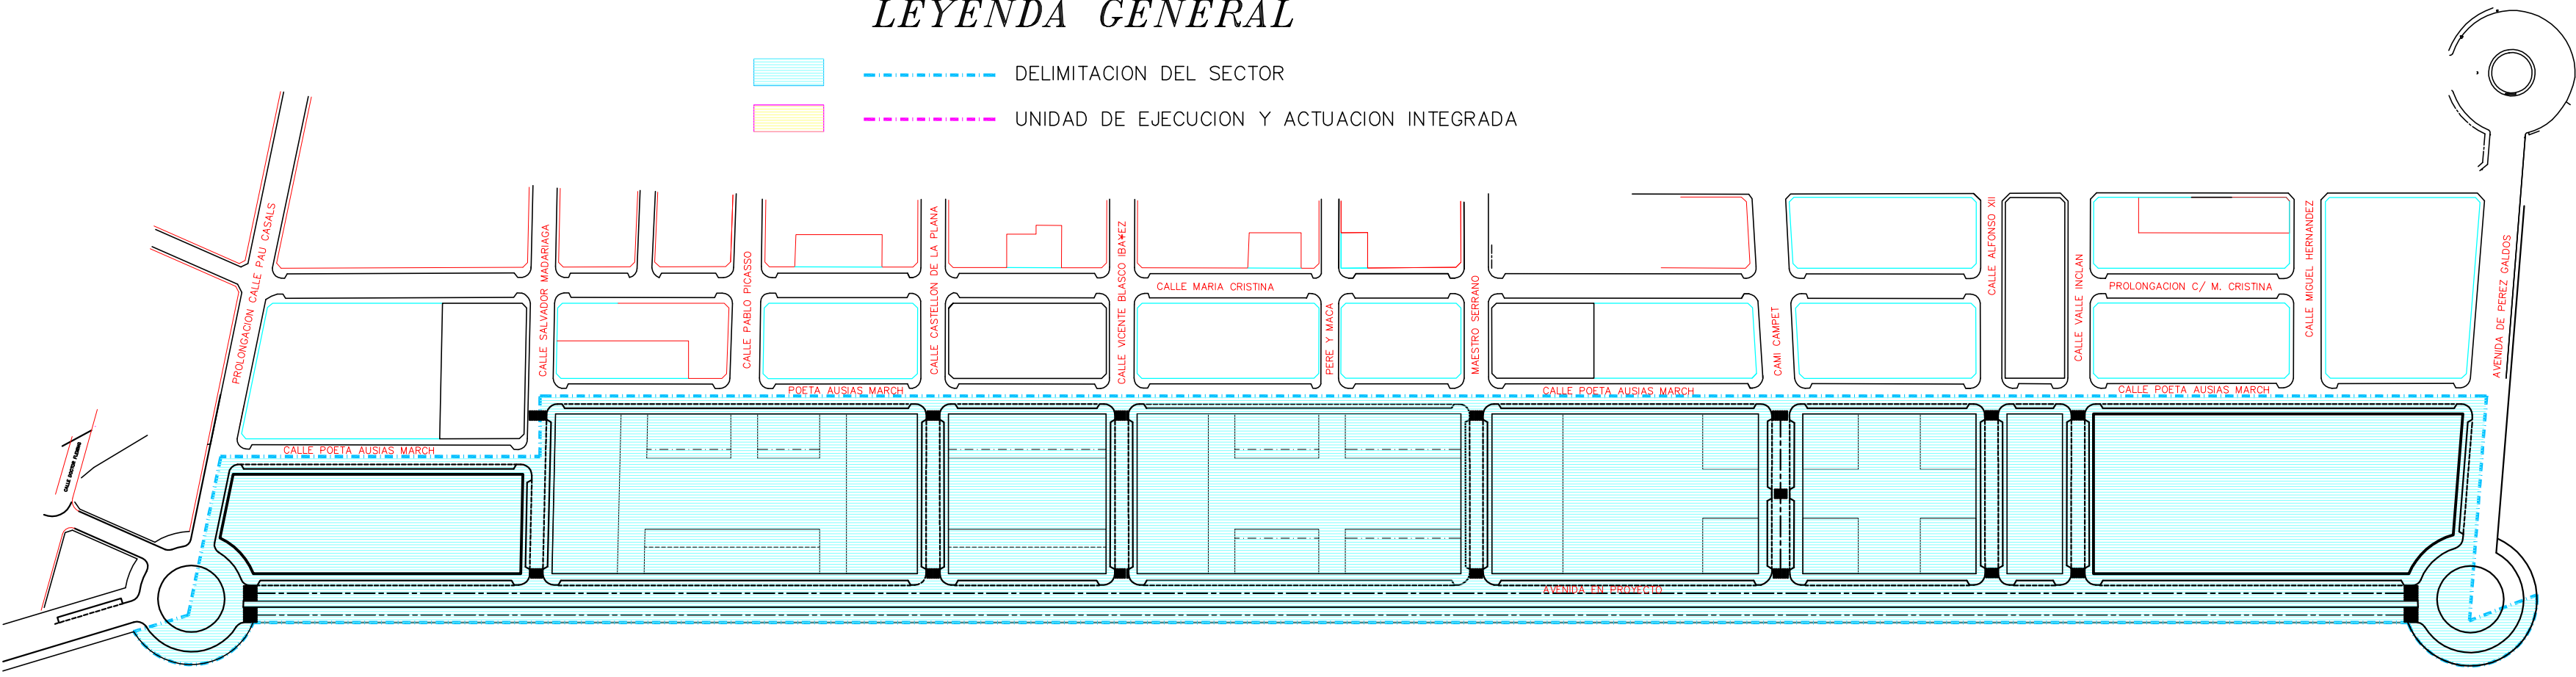 LEYENDA GENERAL
DELIMITACION DEL SECTOR
UNIDAD DE EJECUCION Y ACTUACION INTEGRADA
PROLONGACION CALLE PAU CASALS
CALLE SALVADOR MADARIAGA
CALLE PABLO PICASSO
CALLE CASTELLON DE LA PLANA
CALLE VICENTE BLASCO IBA¥EZ
CALLE MARIA CRISTINA
PERE Y MACA
MAESTRO SERRANO
CAMI CAMPET
CALLE ALFONSO XII
CALLE VALLE INCLAN
PROLONGACION C/ M. CRISTINA
CALLE MIGUEL HERNANDEZ
AVENIDA DE PEREZ GALDOS
POETA AUSIAS MARCH
CALLE POETA AUSIAS MARCH
CALLE POETA AUSIAS MARCH
CALLE POETA AUSIAS MARCH
CALLE DOCTOR FLEMING
AVENIDA EN PROYECTO